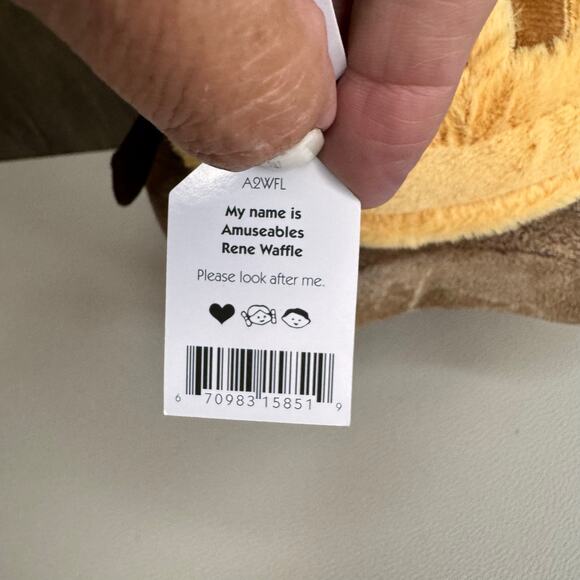 A2WFL
My name is
Amuseables
Rene Waffle
Please look after me.
6 70983 15851 9